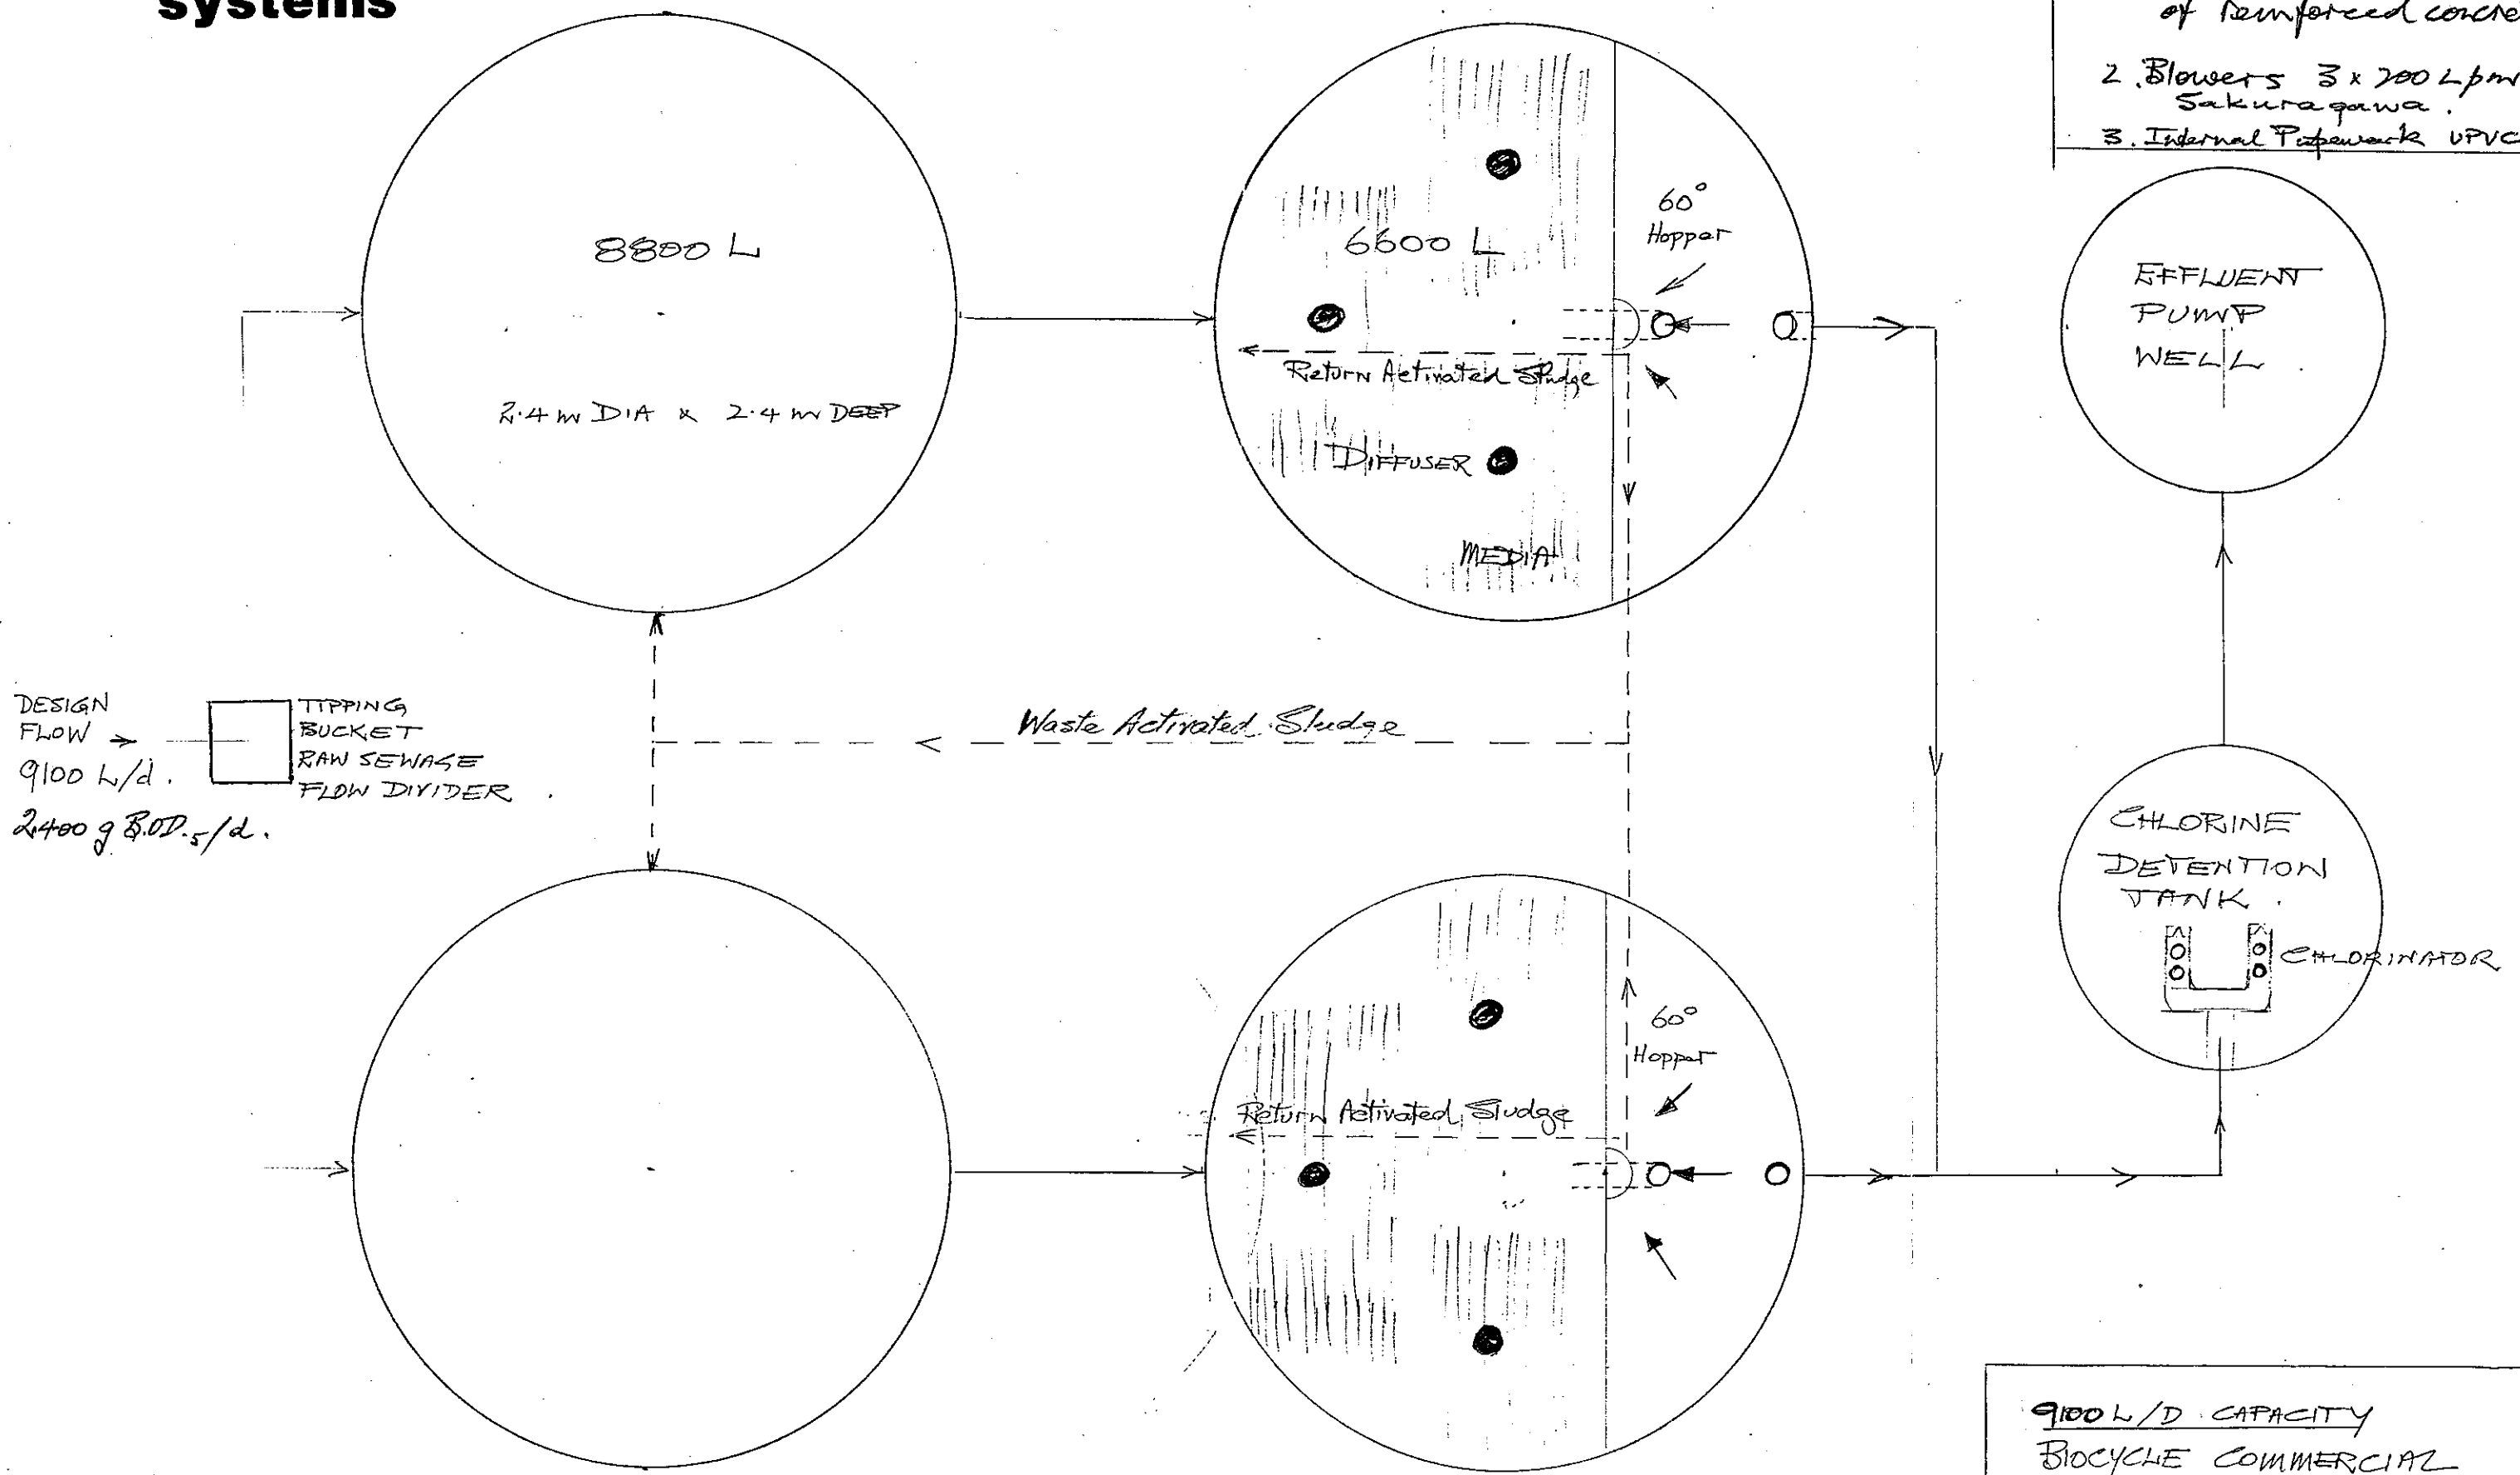 systems
of reinforced concre
2. Blowers 3 x 200 Lpm
Sakuragawa.
3. Internal Pipework UPVC
8800 L
2.4 m DIA x 2.4 m DEEP
6600 L
60°
Hopper
Return Activated Sludge
DIFFUSER
MEDIA
EFFLUENT
PUMP
WELL
DESIGN
FLOW
9100 L/d.
2400 g B.O.D.5/d.
TIPPING
BUCKET
RAW SEWAGE
FLOW DIVIDER.
Waste Activated Sludge
CHLORINE
DETENTION
TANK.
CHLORINATOR
60°
Hopper
Return Activated Sludge
9100 L/D CAPACITY
BIOCYCLE COMMERCIAL